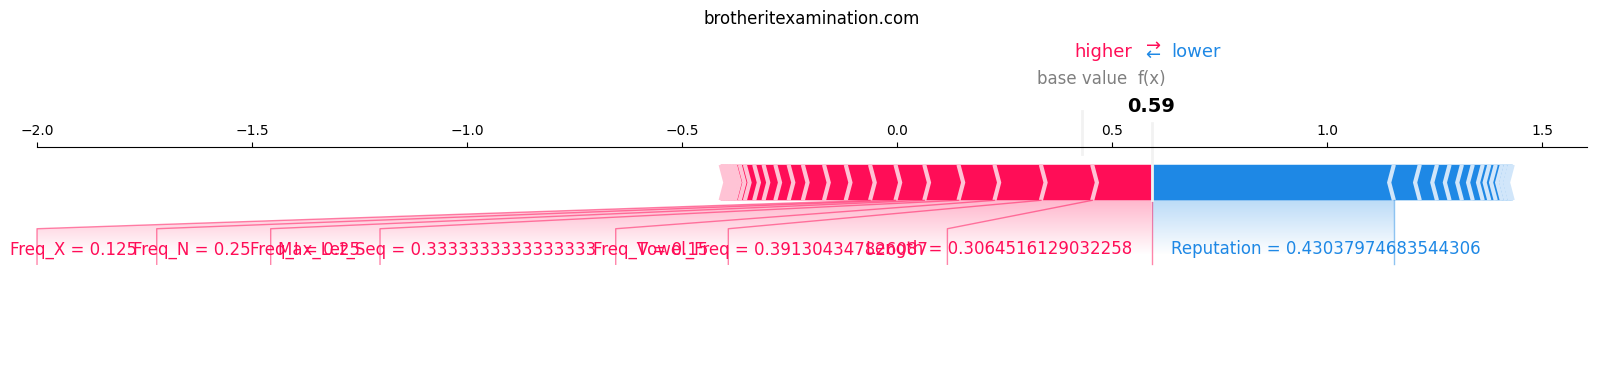 brotheritexamination.com
higher → ← lower
base value f(x)
0.59
−2.0 −1.5 −1.0 −0.5 0.0 0.5 1.0 1.5
Freq_X = 0.125 Freq_N = 0.25 Freq_I = 0.25 Max_Let_Seq = 0.3333333333333333 Freq_T = 0.15 Vowel_Freq = 0.391304347826087 Length = 0.3064516129032258 Reputation = 0.43037974683544306